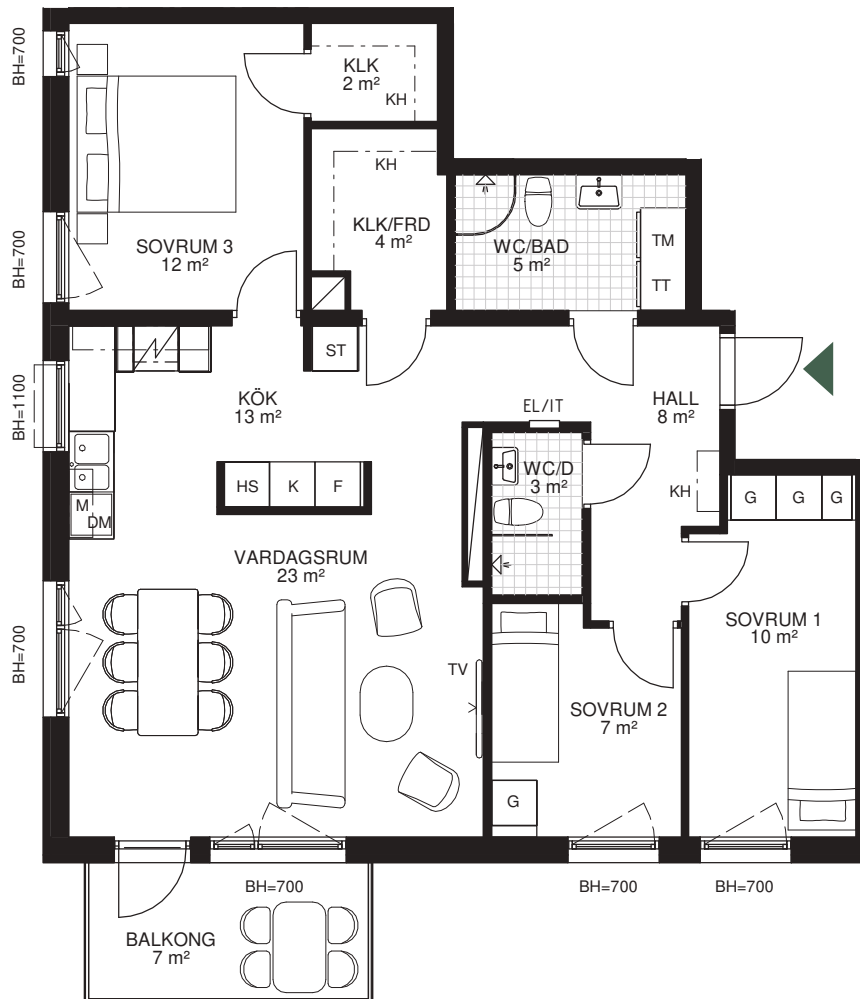 BH=700
KLK
2 m²
KH
KH
KLK/FRD
4 m²
BH=700
SOVRUM 3
12 m²
WC/BAD
5 m²
TM
TT
ST
BH=1100
KÖK
13 m²
EL/IT
HALL
8 m²
HS
K
F
WC/D
3 m²
KH
G
G
G
M
DM
VARDAGSRUM
23 m²
BH=700
TV
SOVRUM 1
10 m²
SOVRUM 2
7 m²
G
BH=700
BH=700
BH=700
BALKONG
7 m²